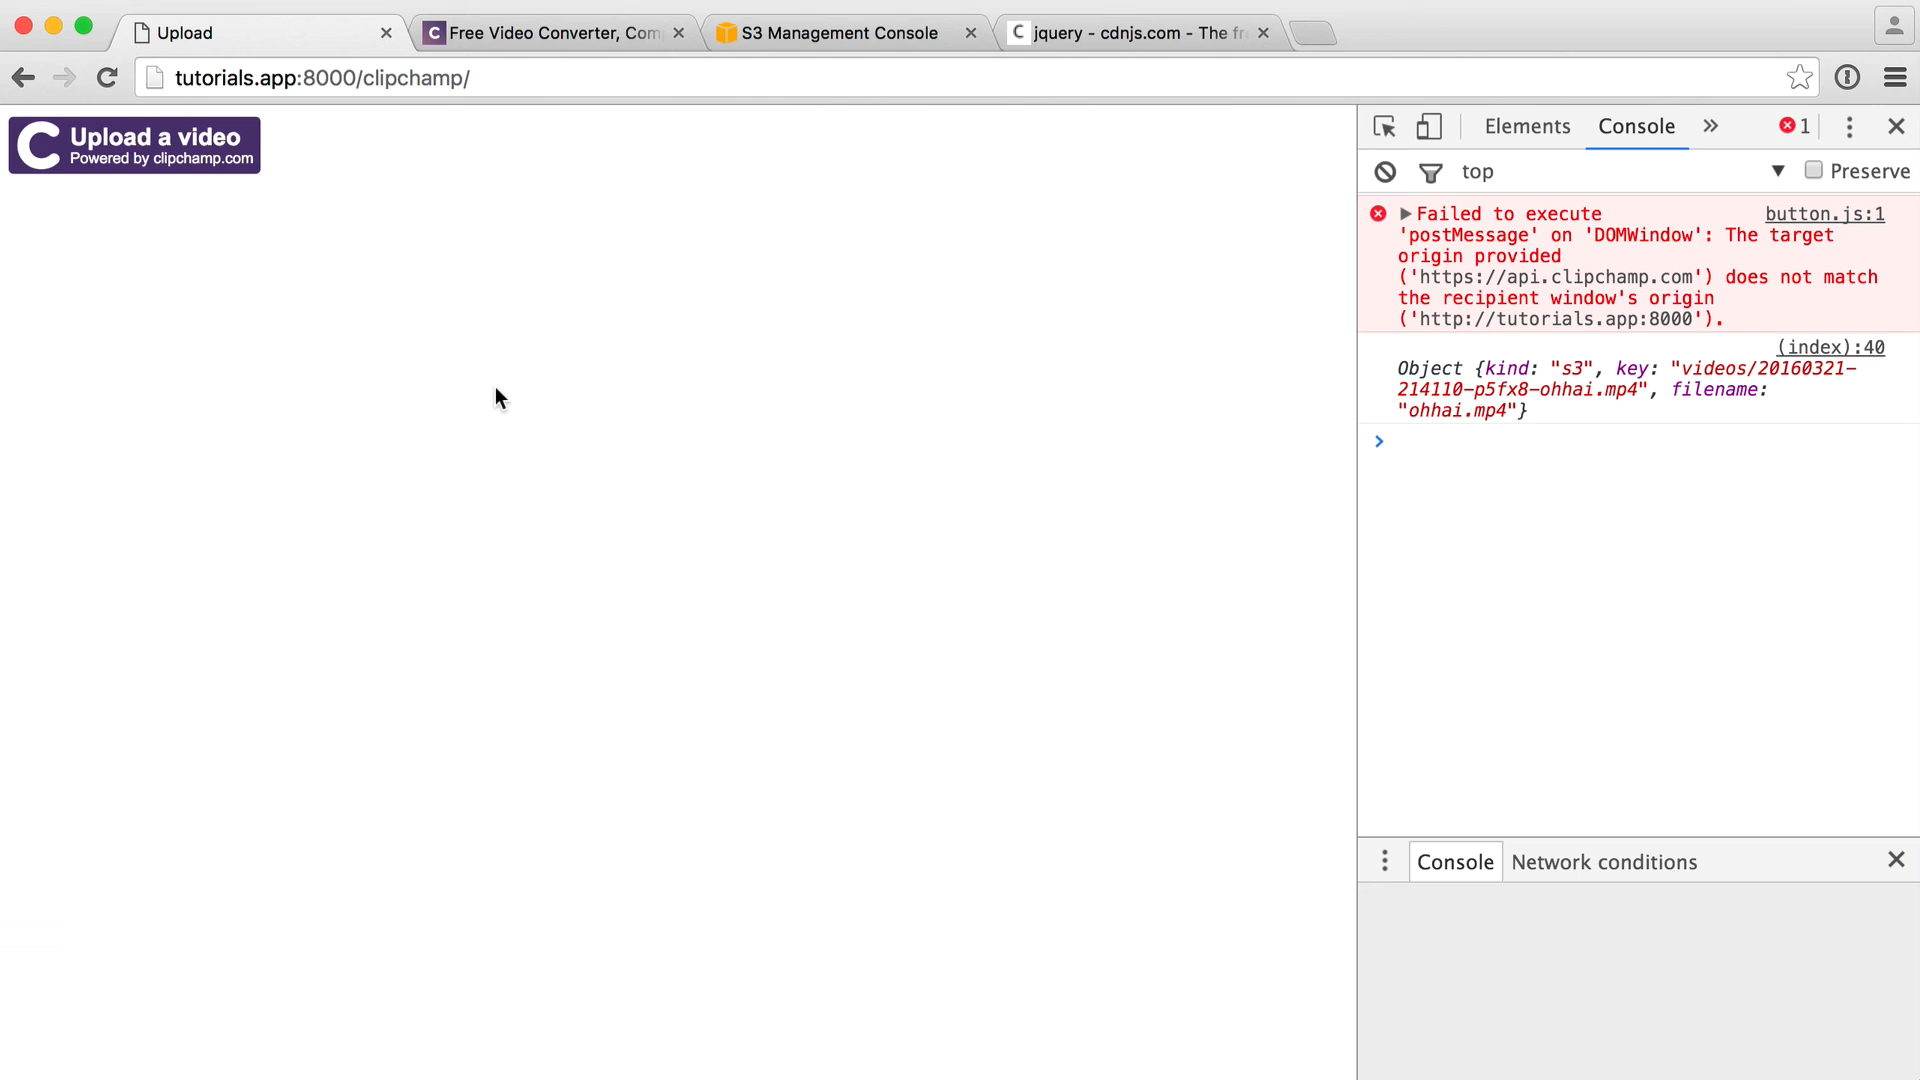 Upload
Free Video Converter, Com
S3 Management Console
jquery - cdnjs.com - The fr
tutorials.app:8000/clipchamp/
Upload a video
Powered by clipchamp.com
Elements Console 1
top Preserve
Failed to execute button.js:1
'postMessage' on 'DOMWindow': The target
origin provided
('https://api.clipchamp.com') does not match
the recipient window's origin
('http://tutorials.app:8000').
(index):40
Object {kind: "s3", key: "videos/20160321-
214110-p5fx8-ohhai.mp4", filename:
"ohhai.mp4"}
Console Network conditions